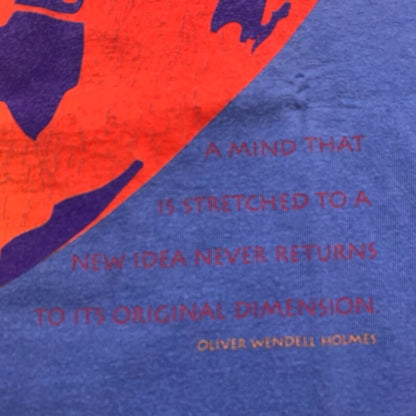 A MIND THAT
IS STRETCHED TO A
NEW IDEA NEVER RETURNS
TO ITS ORIGINAL DIMENSION.
OLIVER WENDELL HOLMES